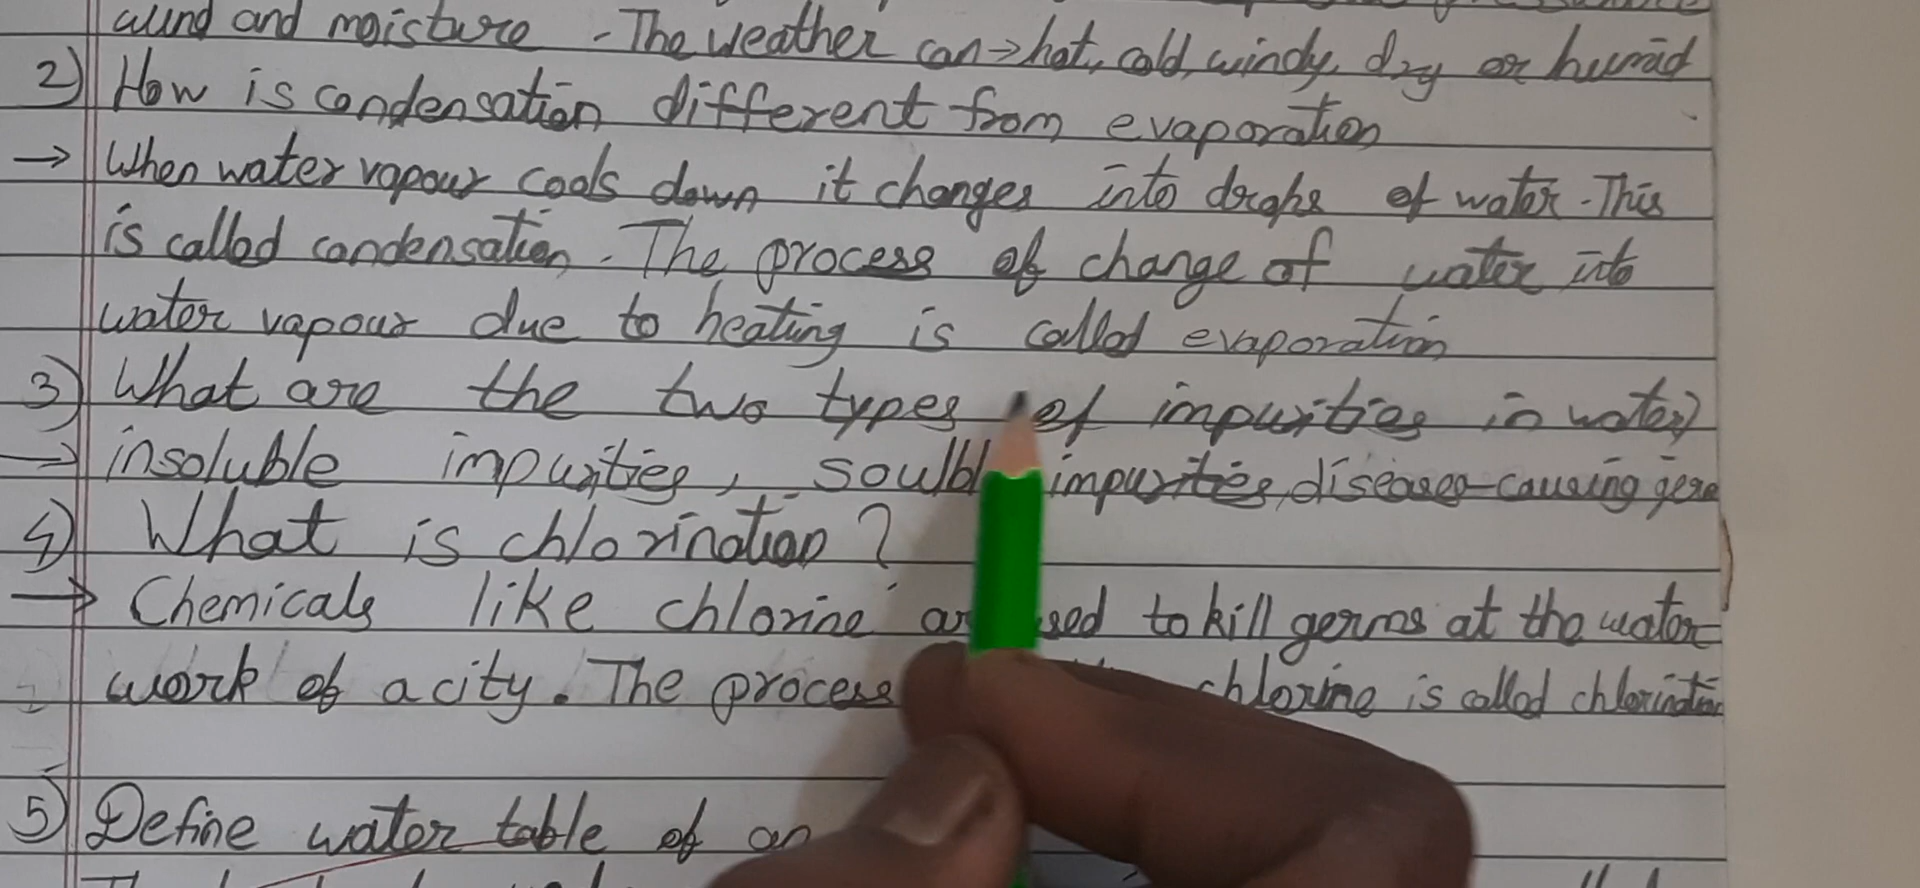 wind and moisture - The weather can → hot, cold, windy, dry or humid
2) How is condensation different from evaporation
→ When water vapour cools down it changes into drops of water. This
is called condensation. The process of change of water into
water vapour due to heating is called evaporation
3) What are the two types of impurities in water?
→ insoluble impurities, soulbl impurities, diseases-causing germ
4) What is chlorination?
→ Chemicals like chlorine used to kill germs at the water
work of a city. The process chlorine is called chlorination
5) Define water table of an